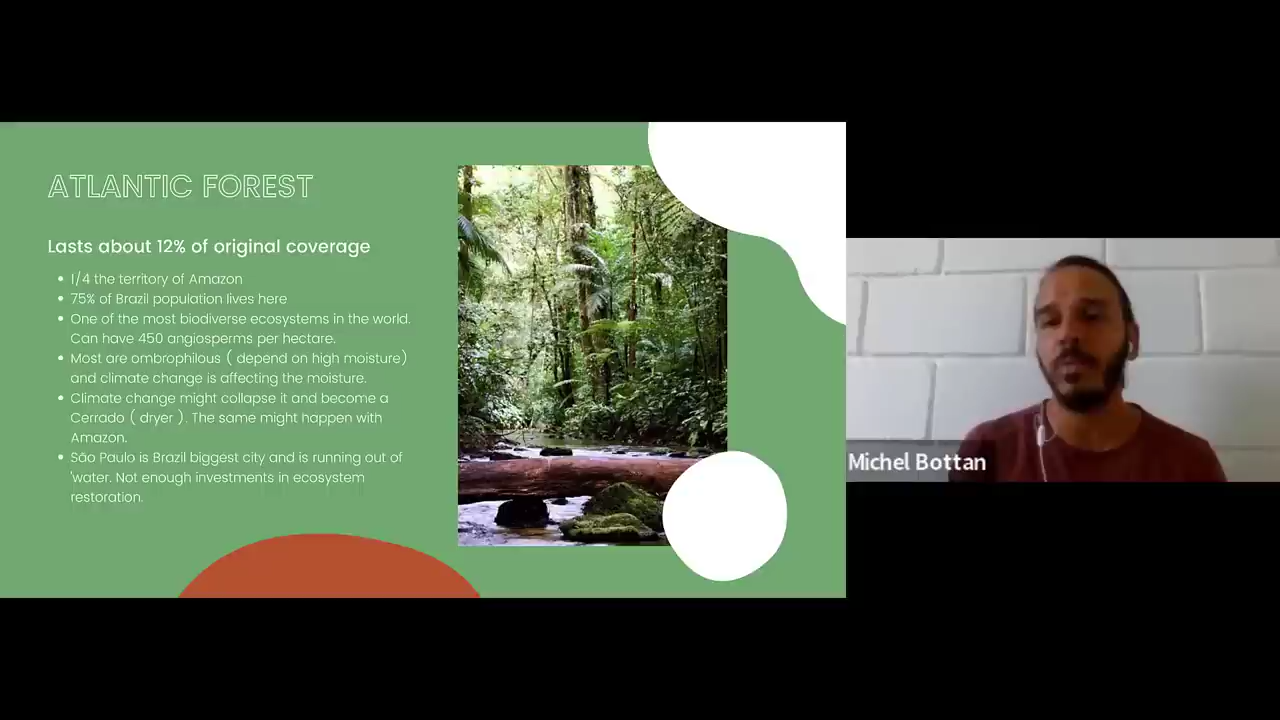 ATLANTIC FOREST
Lasts about 12% of original coverage
• 1/4 the territory of Amazon
• 75% of Brazil population lives here
• One of the most biodiverse ecosystems in the world.
Can have 450 angiosperms per hectare.
• Most are ombrophilous ( depend on high moisture)
and climate change is affecting the moisture.
• Climate change might collapse it and become a
Cerrado ( dryer ). The same might happen with
Amazon.
• São Paulo is Brazil biggest city and is running out of
'water. Not enough investments in ecosystem
restoration.
Michel Bottan